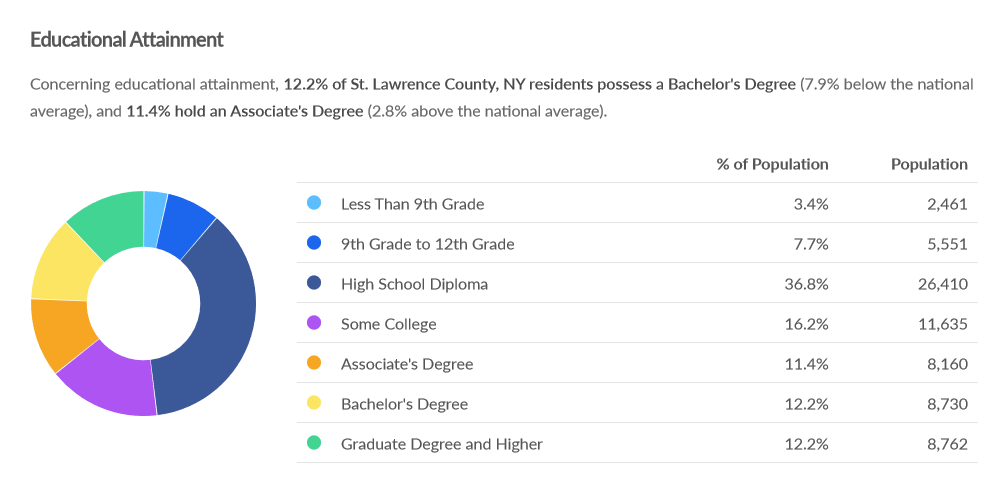 Educational Attainment
Concerning educational attainment, 12.2% of St. Lawrence County, NY residents possess a Bachelor's Degree (7.9% below the national
average), and 11.4% hold an Associate's Degree (2.8% above the national average).
% of Population Population
Less Than 9th Grade 3.4% 2,461
9th Grade to 12th Grade 7.7% 5,551
High School Diploma 36.8% 26,410
Some College 16.2% 11,635
Associate's Degree 11.4% 8,160
Bachelor's Degree 12.2% 8,730
Graduate Degree and Higher 12.2% 8,762